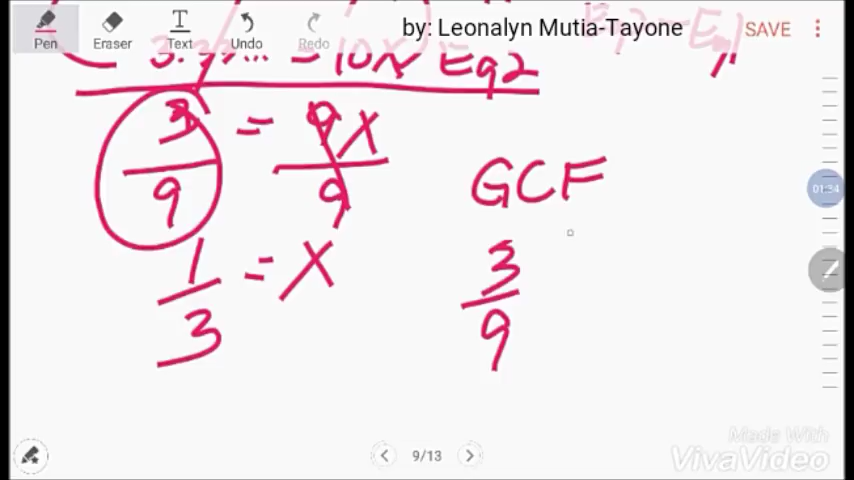 Pen Eraser Text Undo Redo by: Leonalyn Mutia-Tayone SAVE
= 10X Eq2
3/9 = 9X/9
GCF
1/3 = X
3/9
01:34
9/13
Made With
VivaVideo